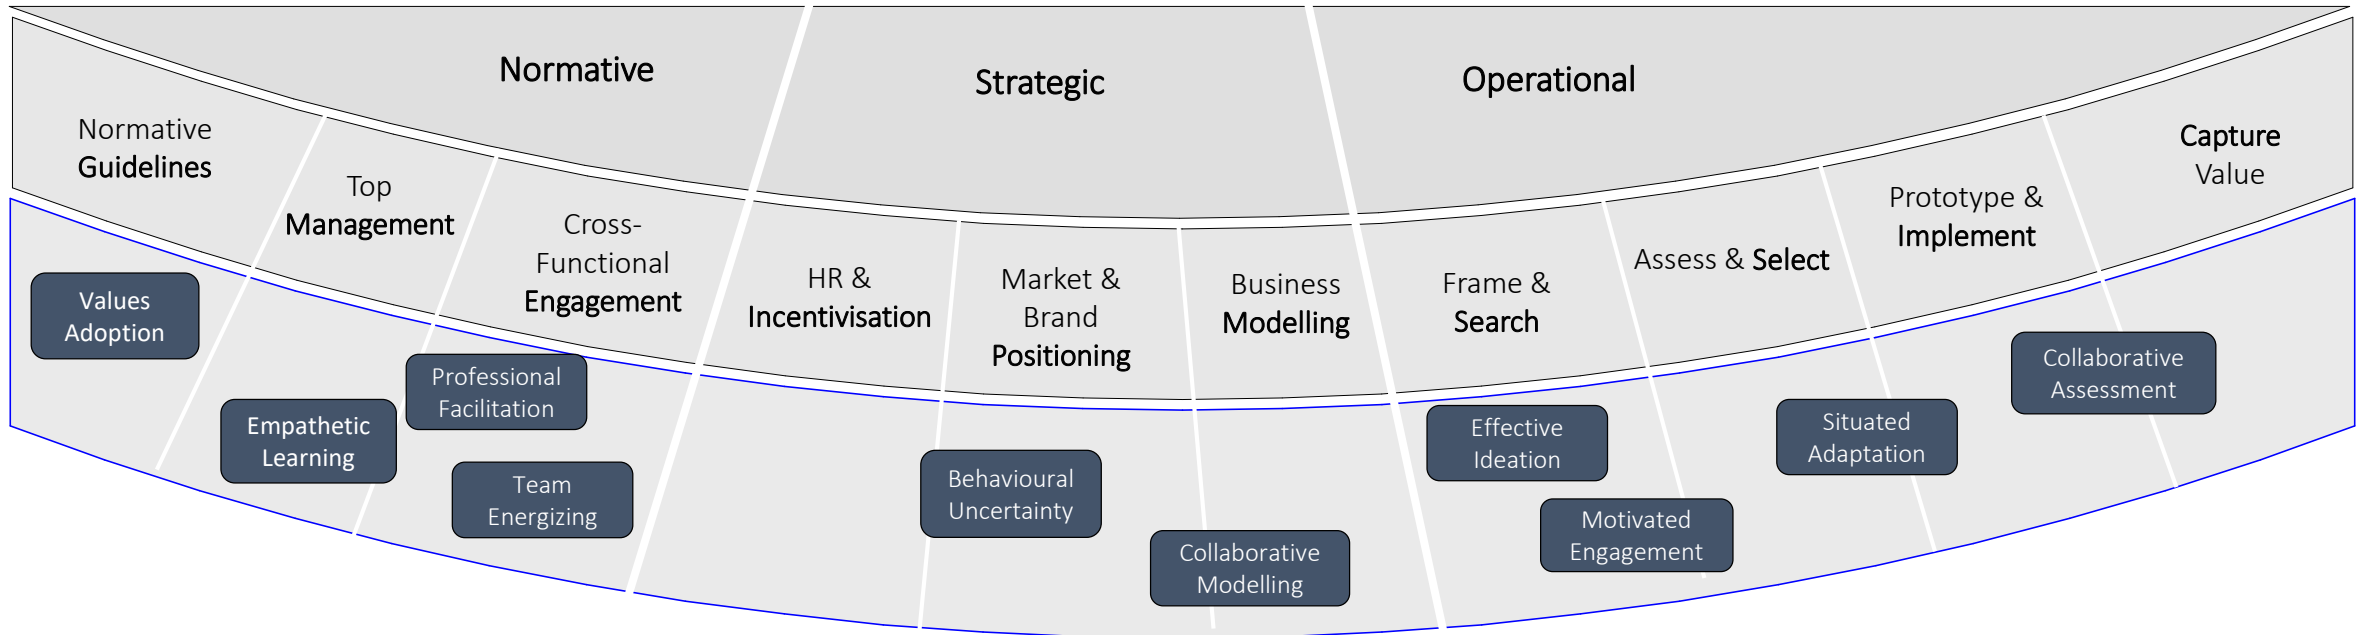 Normative
Strategic
Operational
Normative
Guidelines
Top
Management
Cross-
Functional
Engagement
HR &
Incentivisation
Market &
Brand
Positioning
Business
Modelling
Frame &
Search
Assess & Select
Prototype &
Implement
Capture
Value
Values
Adoption
Empathetic
Learning
Professional
Facilitation
Team
Energizing
Behavioural
Uncertainty
Collaborative
Modelling
Effective
Ideation
Motivated
Engagement
Situated
Adaptation
Collaborative
Assessment